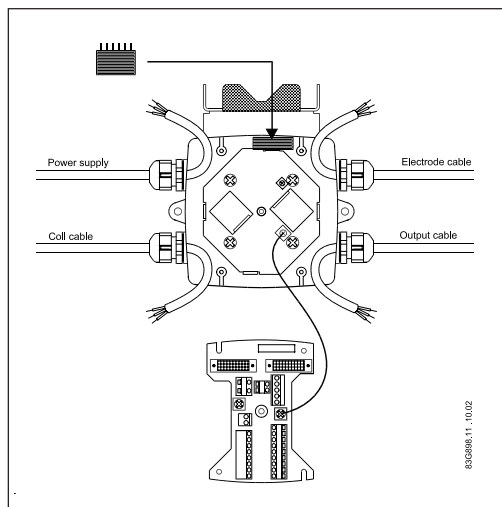 Power supply
Electrode cable
Coil cable
Output cable
83G898.11 .10.02